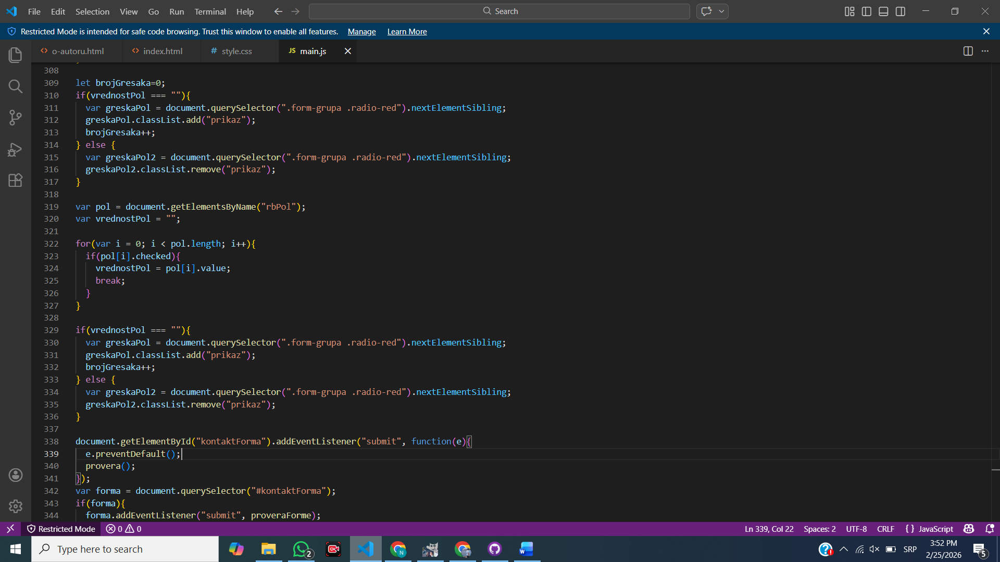 File Edit Selection View Go Run Terminal Help Search
Restricted Mode is intended for safe code browsing. Trust this window to enable all features. Manage Learn More
<> o-autoru.html <> index.html # style.css JS main.js
308
309 let brojGresaka=0;
310 if(vrednostPol === ""){
311 var greskaPol = document.querySelector(".form-grupa .radio-red").nextElementSibling;
312 greskaPol.classList.add("prikaz");
313 brojGresaka++;
314 } else {
315 var greskaPol2 = document.querySelector(".form-grupa .radio-red").nextElementSibling;
316 greskaPol2.classList.remove("prikaz");
317 }
318
319 var pol = document.getElementsByName("rbPol");
320 var vrednostPol = "";
321
322 for(var i = 0; i < pol.length; i++){
323 if(pol[i].checked){
324 vrednostPol = pol[i].value;
325 break;
326 }
327 }
328
329 if(vrednostPol === ""){
330 var greskaPol = document.querySelector(".form-grupa .radio-red").nextElementSibling;
331 greskaPol.classList.add("prikaz");
332 brojGresaka++;
333 } else {
334 var greskaPol2 = document.querySelector(".form-grupa .radio-red").nextElementSibling;
335 greskaPol2.classList.remove("prikaz");
336 }
337
338 document.getElementById("kontaktForma").addEventListener("submit", function(e){
339 e.preventDefault();
340 provera();
341 });
342 var forma = document.querySelector("#kontaktForma");
343 if(forma){
344 forma.addEventListener("submit", proveraForme);
Restricted Mode 0 0 Ln 339, Col 22 Spaces: 2 UTF-8 CRLF {} JavaScript
Type here to search 2 N W SRP 3:52 PM
2/25/2026 5